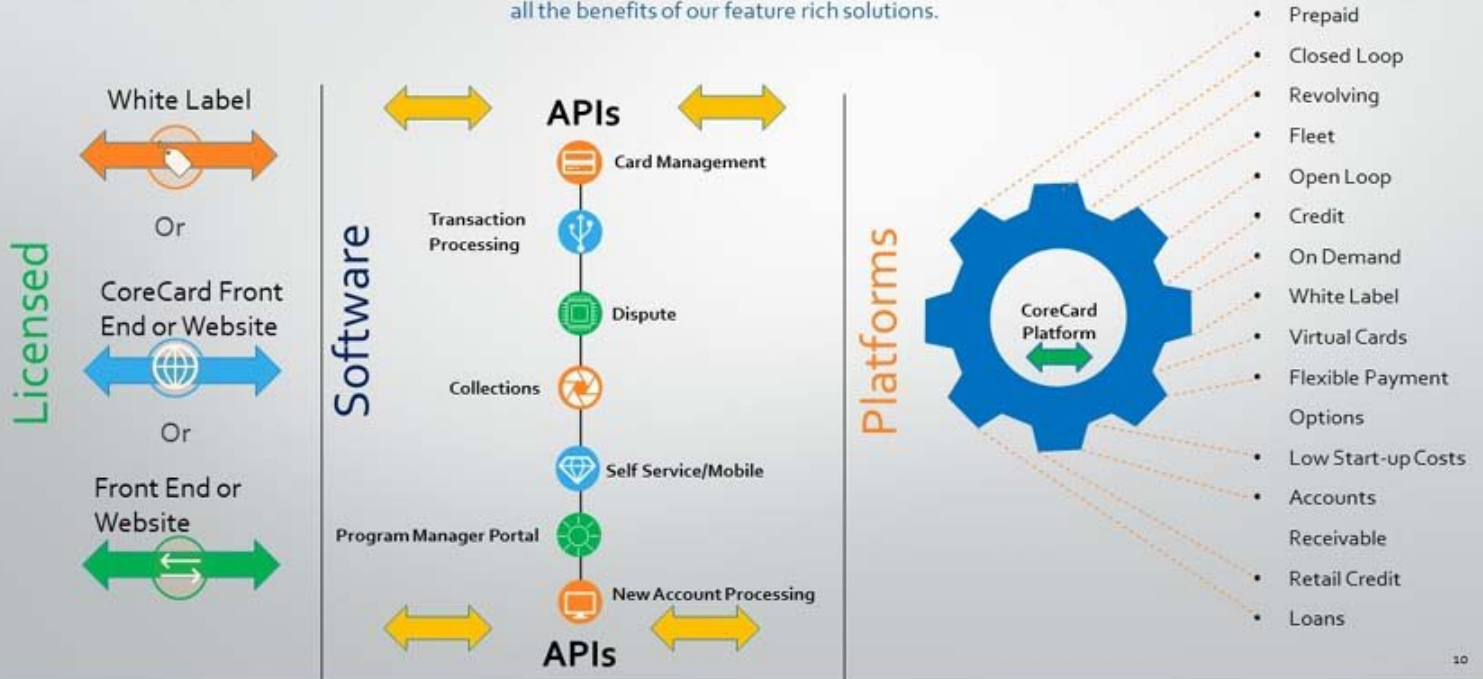 all the benefits of our feature rich solutions.
Licensed
White Label
Or
CoreCard Front
End or Website
Or
Front End or
Website
Software
APIs
Card Management
Transaction
Processing
Dispute
Collections
Self Service/Mobile
Program Manager Portal
New Account Processing
APIs
Platforms
CoreCard
Platform
• Prepaid
• Closed Loop
• Revolving
• Fleet
• Open Loop
• Credit
• On Demand
• White Label
• Virtual Cards
• Flexible Payment
Options
• Low Start-up Costs
• Accounts
Receivable
• Retail Credit
• Loans
10